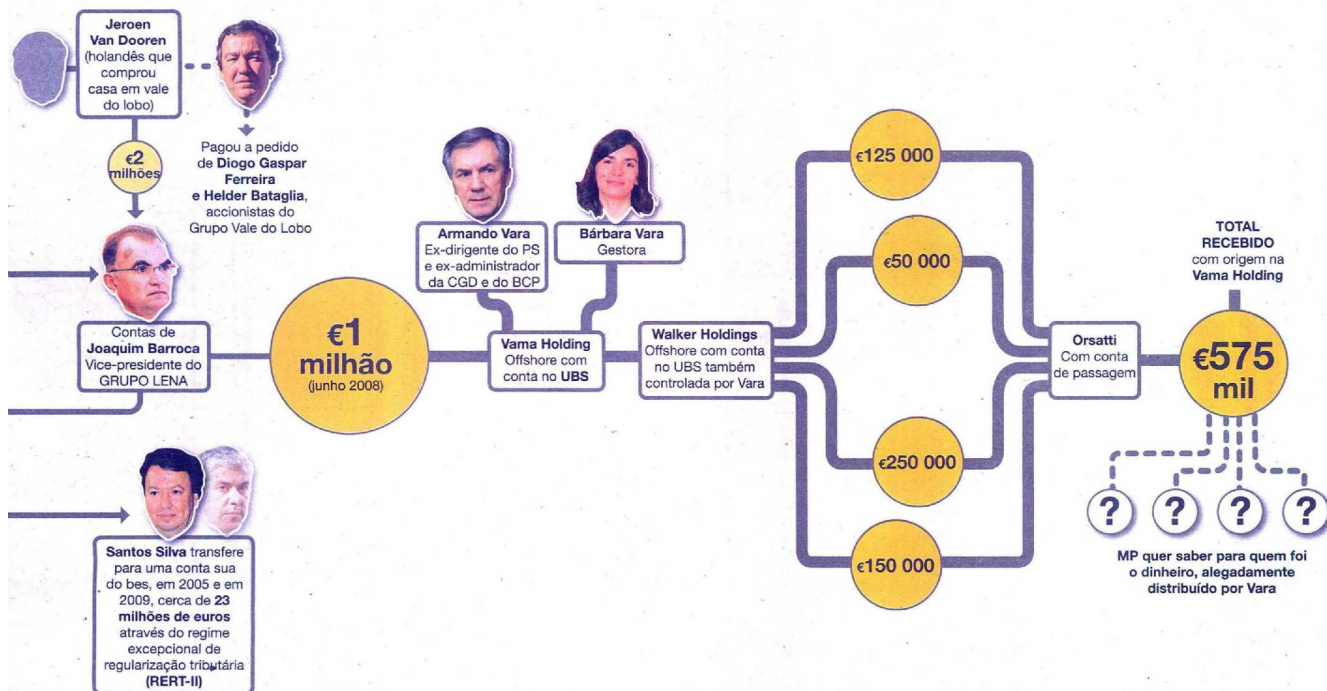 Jeroen
Van Dooren
(holandês que
comprou
casa em vale
do lobo)
€2
milhões
Pagou a pedido
de Diogo Gaspar
Ferreira
e Helder Bataglia,
accionistas do
Grupo Vale do Lobo
Contas de
Joaquim Barroca
Vice-presidente do
GRUPO LENA
€1
milhão
(junho 2008)
Armando Vara
Ex-dirigente do PS
e ex-administrador
da CGD e do BCP
Bárbara Vara
Gestora
Vama Holding
Offshore com
conta no UBS
Walker Holdings
Offshore com conta
no UBS também
controlada por Vara
€125 000
€50 000
€250 000
€150 000
Orsatti
Com conta
de passagem
TOTAL
RECEBIDO
com origem na
Vama Holding
€575
mil
? ? ? ?
MP quer saber para quem foi
o dinheiro, alegadamente
distribuído por Vara
Santos Silva transfere
para uma conta sua
do bes, em 2005 e em
2009, cerca de 23
milhões de euros
através do regime
excepcional de
regularização tributária
(RERT-II)